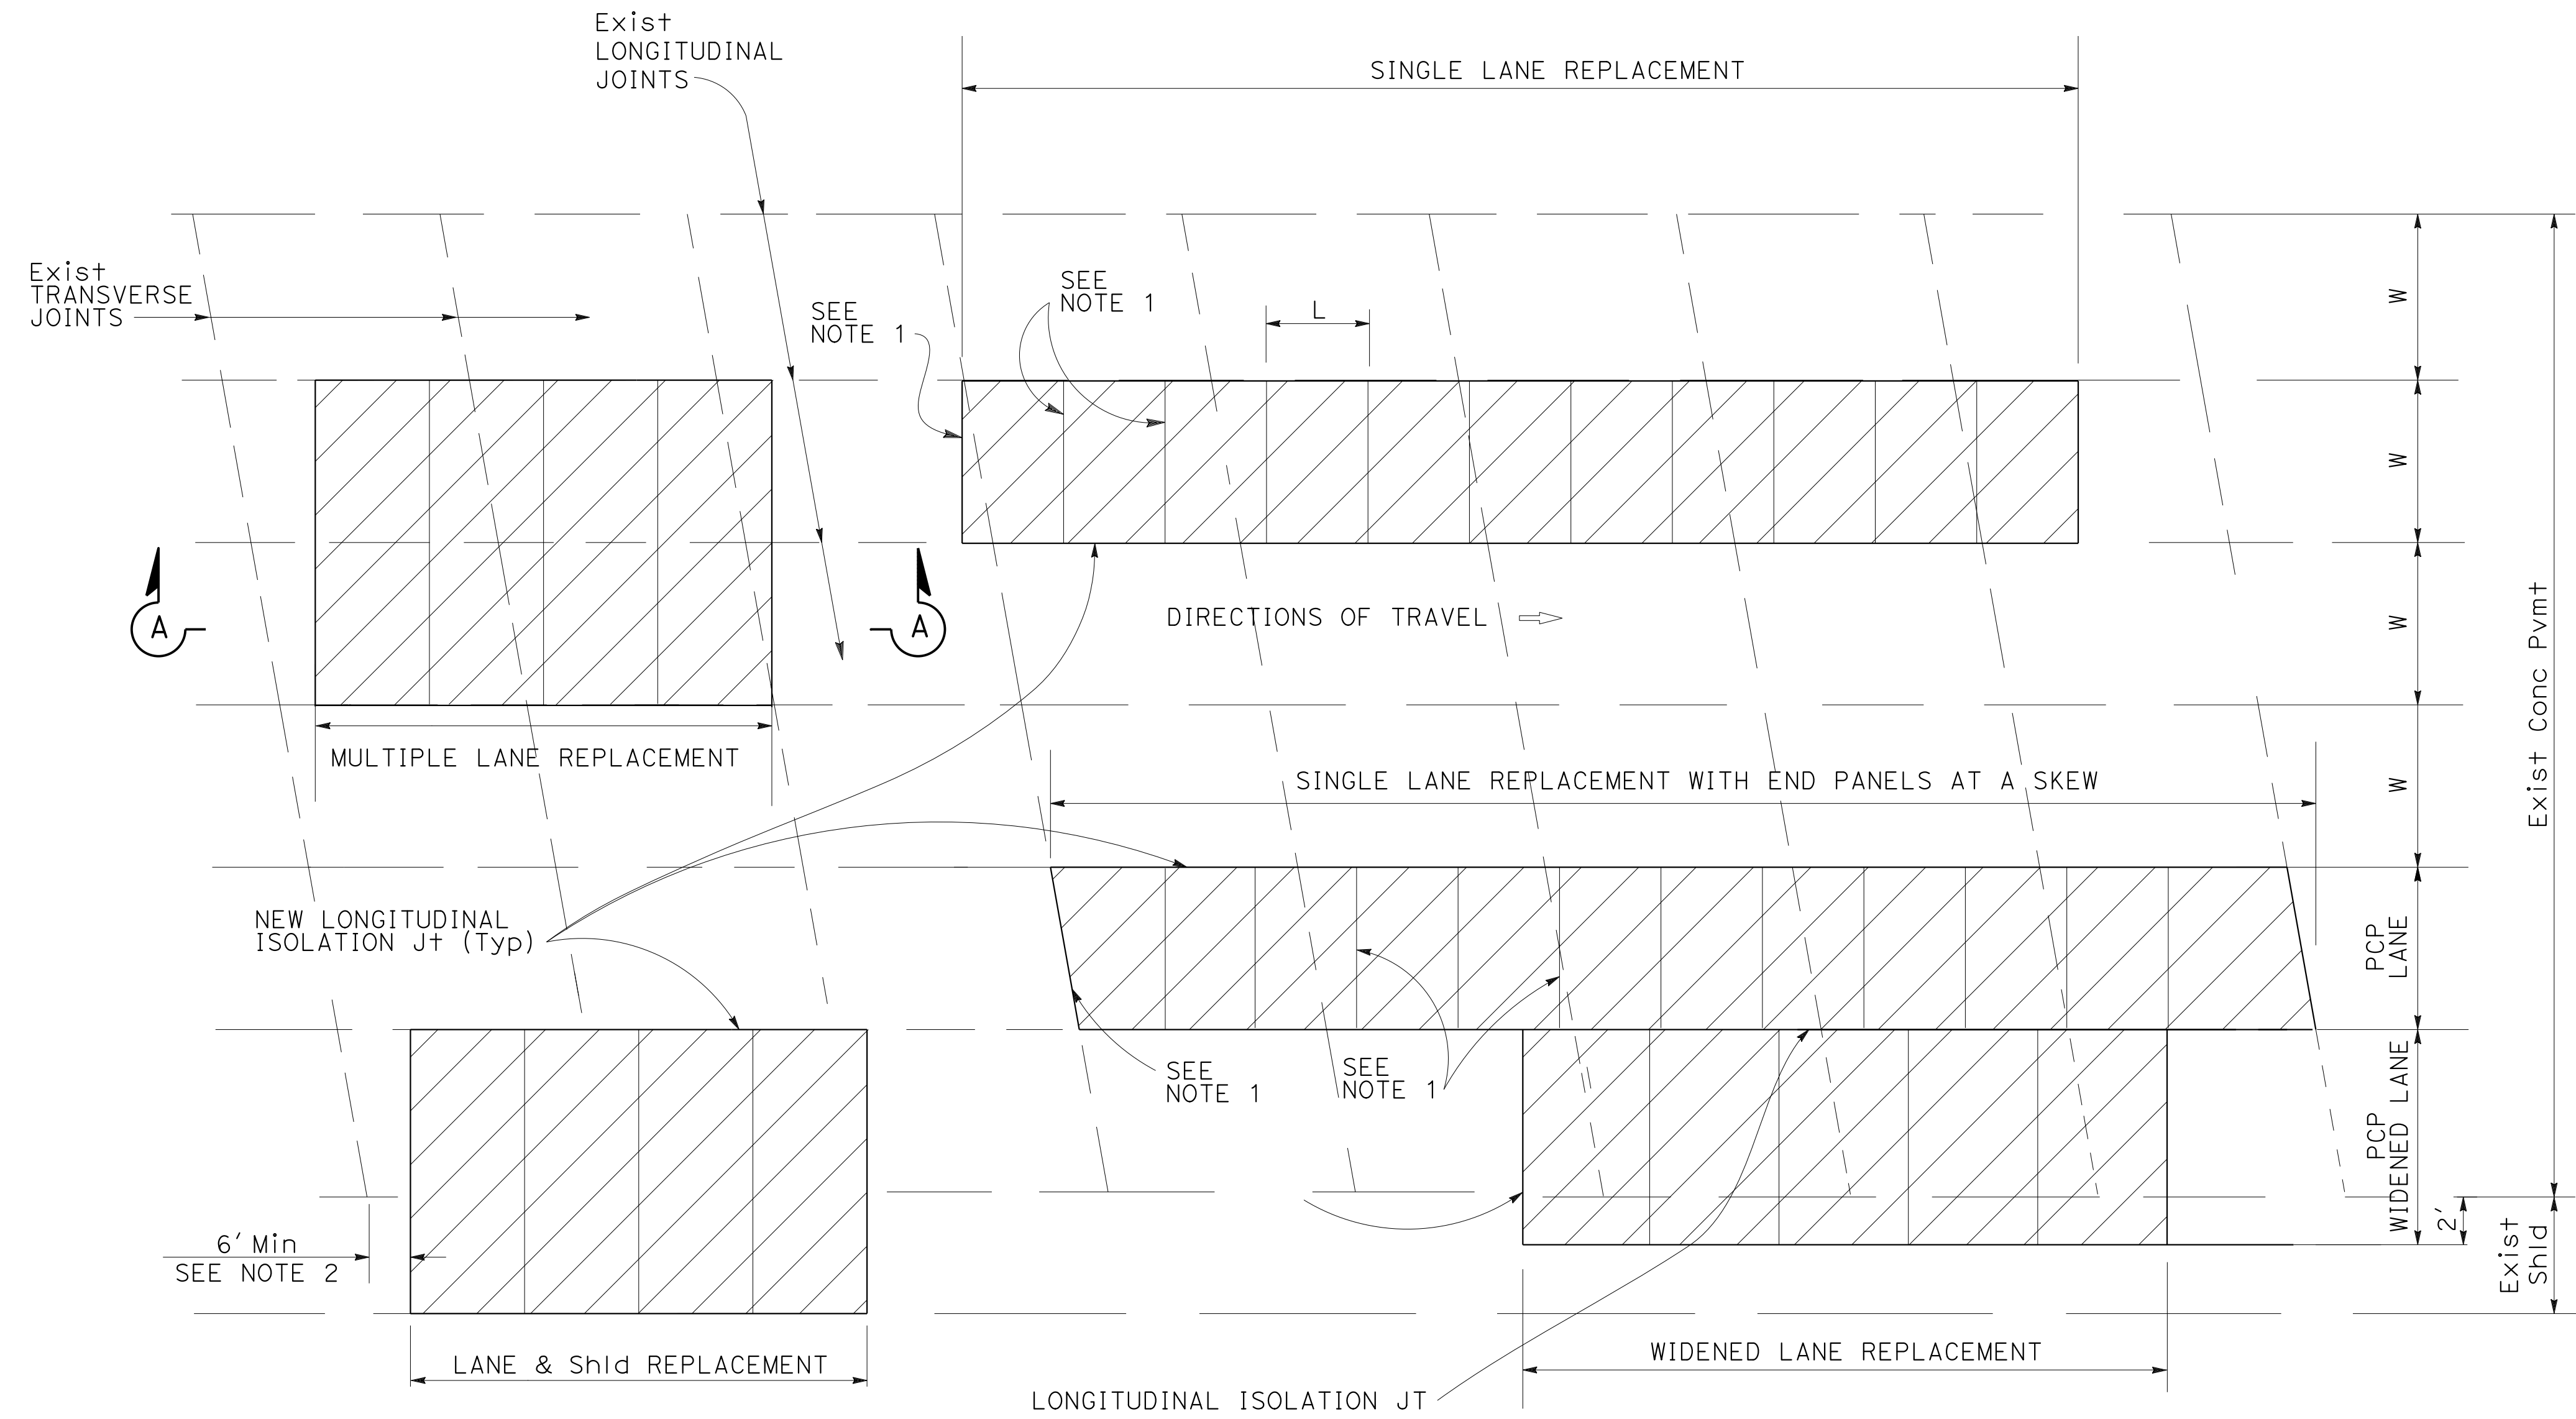 Exist
LONGITUDINAL
JOINTS
SINGLE LANE REPLACEMENT
Exist
TRANSVERSE
JOINTS
SEE
NOTE 1
SEE
NOTE 1
L
W
W
W
W
A
A
DIRECTIONS OF TRAVEL
Exist Conc Pvmt
MULTIPLE LANE REPLACEMENT
SINGLE LANE REPLACEMENT WITH END PANELS AT A SKEW
NEW LONGITUDINAL
ISOLATION Jt (Typ)
PCP
LANE
SEE
NOTE 1
SEE
NOTE 1
PCP
WIDENED LANE
2'
Exist
Shld
6' Min
SEE NOTE 2
LANE & Shld REPLACEMENT
WIDENED LANE REPLACEMENT
LONGITUDINAL ISOLATION JT